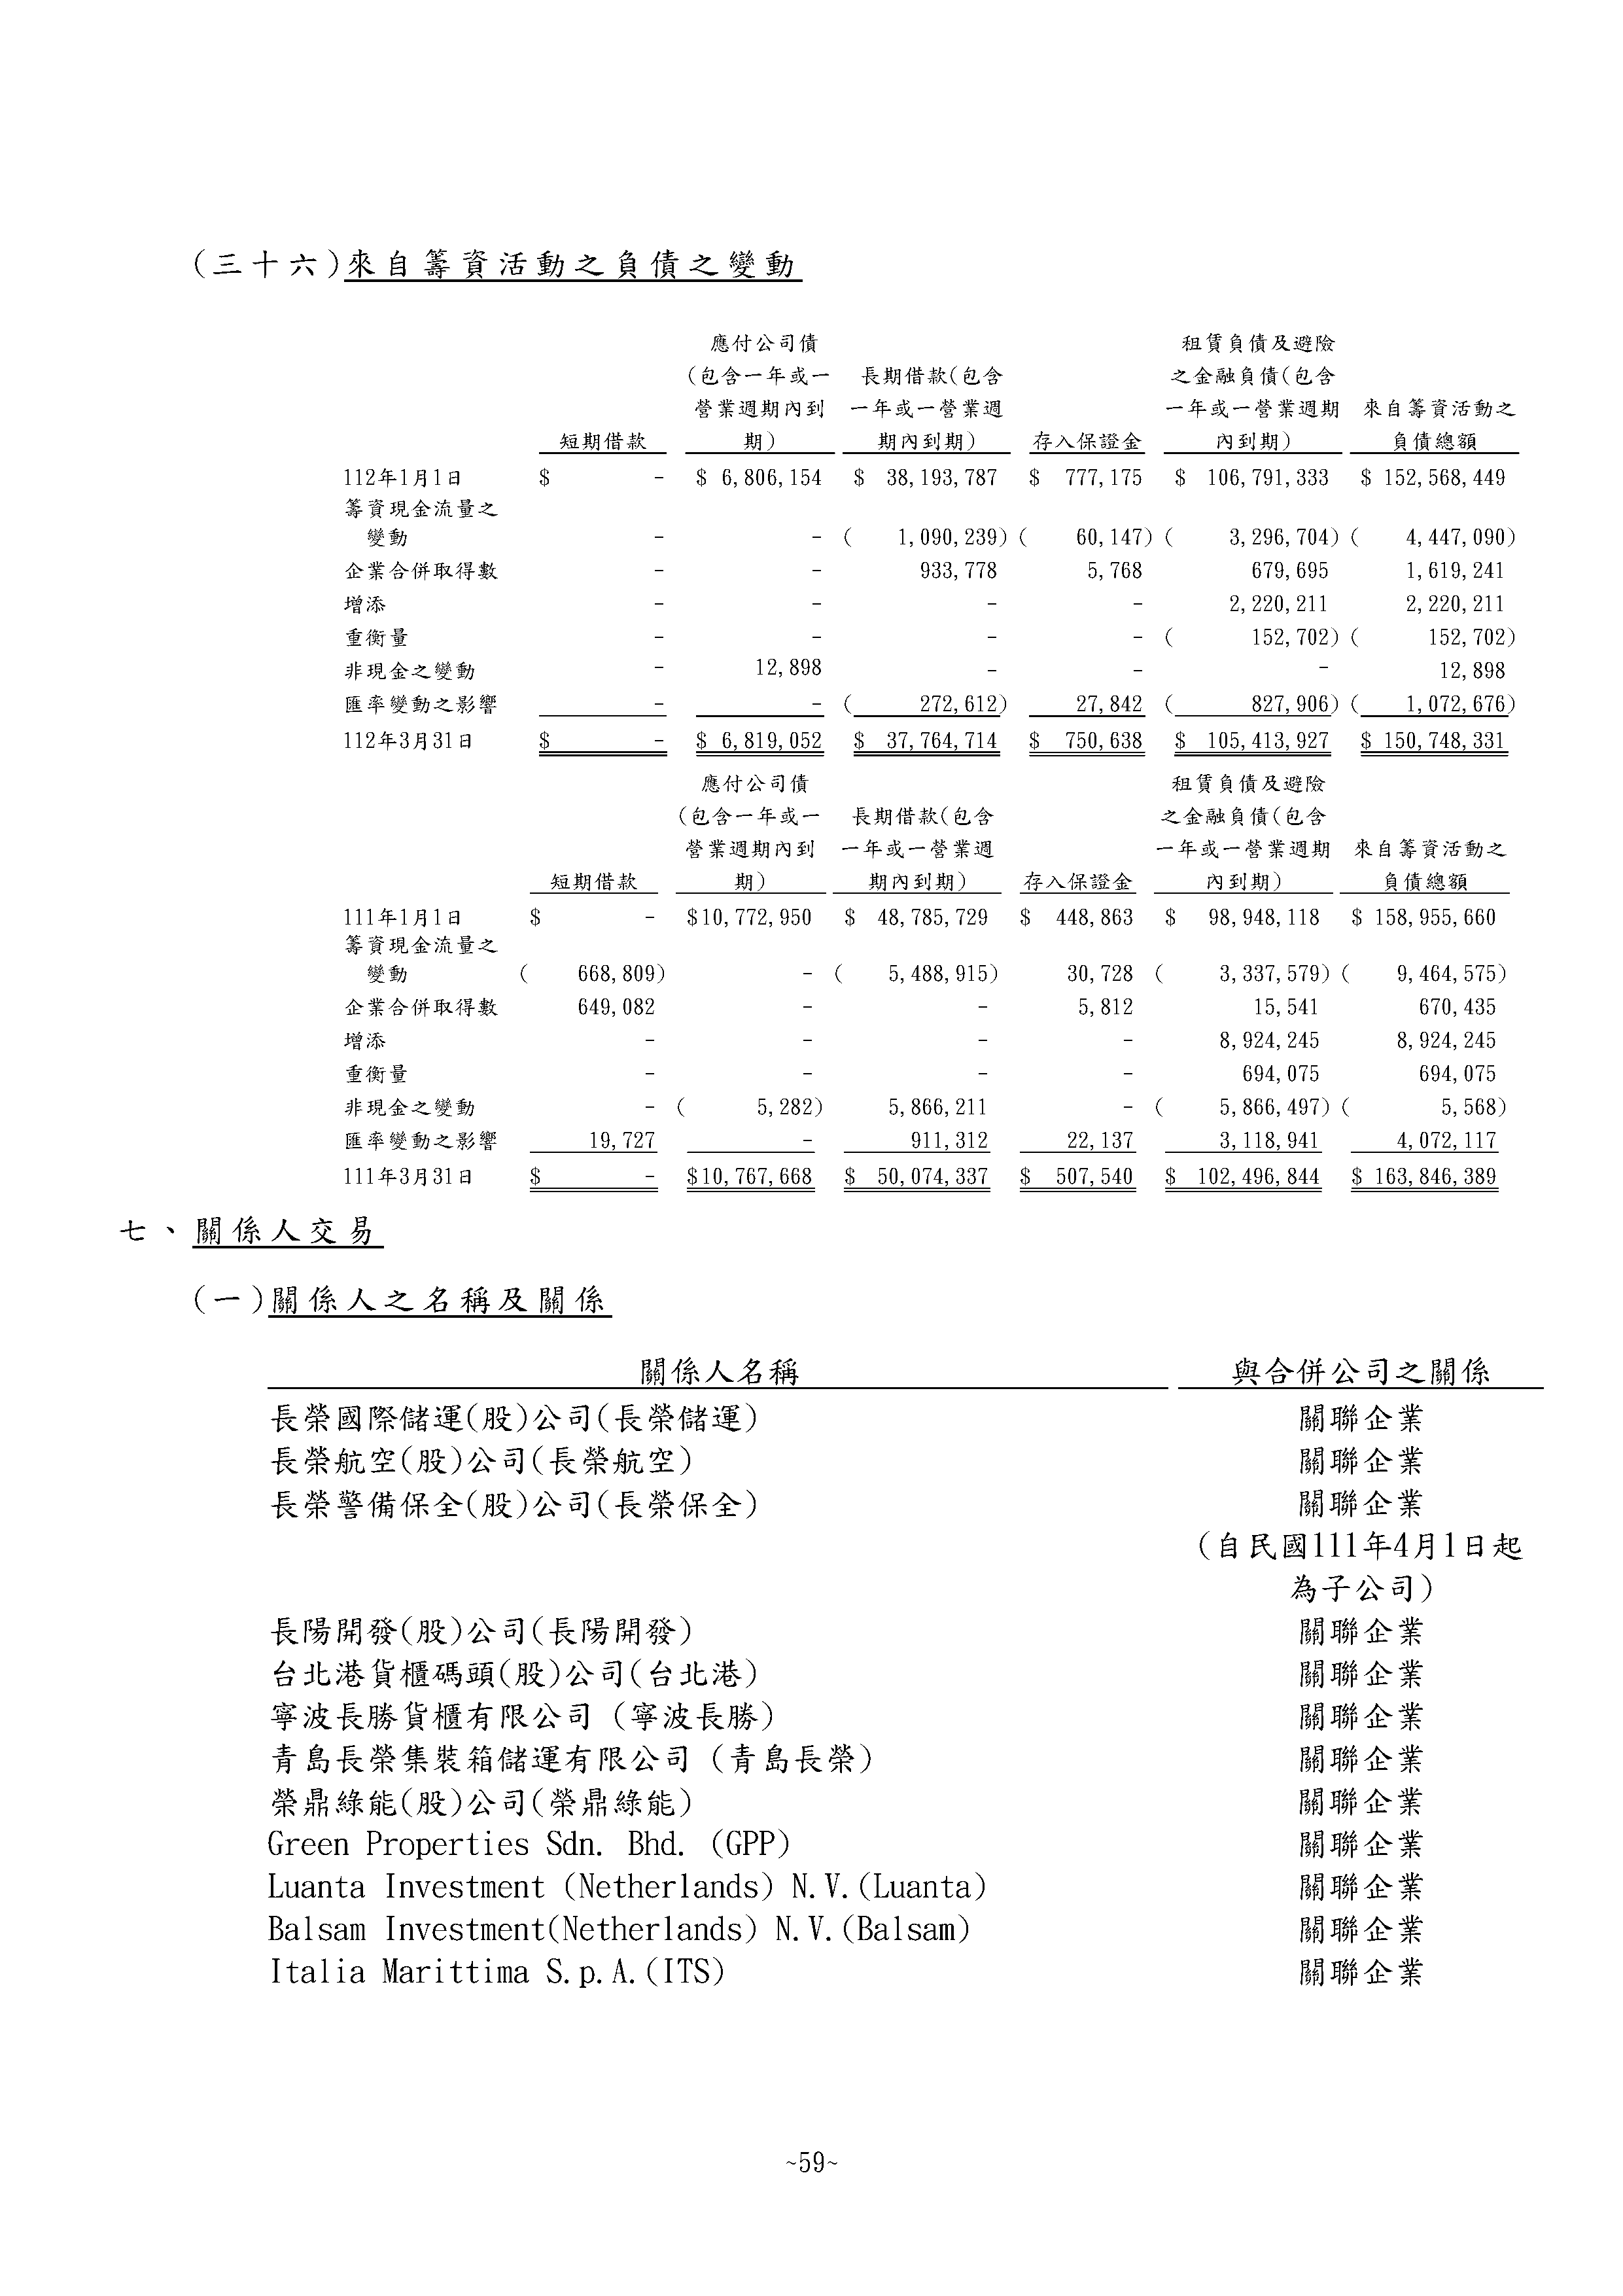 (三十六)來自籌資活動之負債之變動
應付公司債 租賃負債及避險
(包含一年或一 長期借款(包含 之金融負債(包含
營業週期內到 一年或一營業週 一年或一營業週期 來自籌資活動之
短期借款 期) 期內到期) 存入保證金 內到期) 負債總額
112年1月1日 $ - $ 6,806,154 $ 38,193,787 $ 777,175 $ 106,791,333 $ 152,568,449
籌資現金流量之
變動 - - ( 1,090,239) ( 60,147) ( 3,296,704) ( 4,447,090)
企業合併取得數 - - 933,778 5,768 679,695 1,619,241
增添 - - - - 2,220,211 2,220,211
重衡量 - - - - ( 152,702) ( 152,702)
非現金之變動 - 12,898 - - - 12,898
匯率變動之影響 - - ( 272,612) 27,842 ( 827,906) ( 1,072,676)
112年3月31日 $ - $ 6,819,052 $ 37,764,714 $ 750,638 $ 105,413,927 $ 150,748,331
應付公司債 租賃負債及避險
(包含一年或一 長期借款(包含 之金融負債(包含
營業週期內到 一年或一營業週 一年或一營業週期 來自籌資活動之
短期借款 期) 期內到期) 存入保證金 內到期) 負債總額
111年1月1日 $ - $10,772,950 $ 48,785,729 $ 448,863 $ 98,948,118 $ 158,955,660
籌資現金流量之
變動 ( 668,809) - ( 5,488,915) 30,728 ( 3,337,579) ( 9,464,575)
企業合併取得數 649,082 - - 5,812 15,541 670,435
增添 - - - - 8,924,245 8,924,245
重衡量 - - - - 694,075 694,075
非現金之變動 - ( 5,282) 5,866,211 - ( 5,866,497) ( 5,568)
匯率變動之影響 19,727 - 911,312 22,137 3,118,941 4,072,117
111年3月31日 $ - $10,767,668 $ 50,074,337 $ 507,540 $ 102,496,844 $ 163,846,389
七、關係人交易
(一)關係人之名稱及關係
關係人名稱 與合併公司之關係
長榮國際儲運(股)公司(長榮儲運) 關聯企業
長榮航空(股)公司(長榮航空) 關聯企業
長榮警備保全(股)公司(長榮保全) 關聯企業
(自民國111年4月1日起
為子公司)
長陽開發(股)公司(長陽開發) 關聯企業
台北港貨櫃碼頭(股)公司(台北港) 關聯企業
寧波長勝貨櫃有限公司 (寧波長勝) 關聯企業
青島長榮集裝箱儲運有限公司 (青島長榮) 關聯企業
榮鼎綠能(股)公司(榮鼎綠能) 關聯企業
Green Properties Sdn. Bhd. (GPP) 關聯企業
Luanta Investment (Netherlands) N.V.(Luanta) 關聯企業
Balsam Investment(Netherlands) N.V.(Balsam) 關聯企業
Italia Marittima S.p.A.(ITS) 關聯企業
~59~